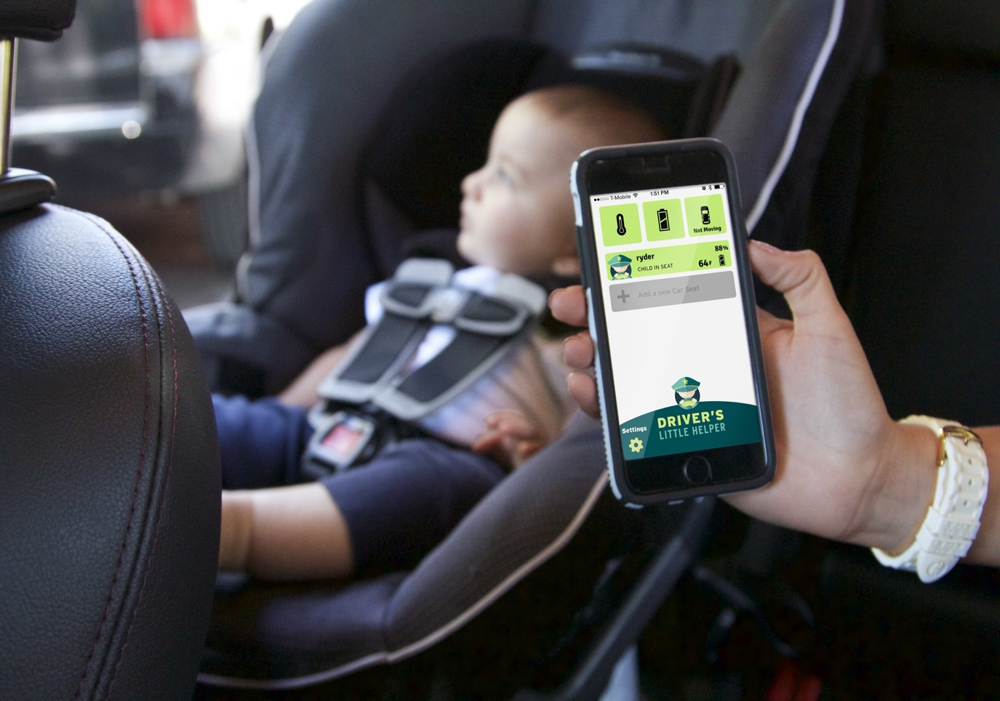 T-Mobile 1:51 PM
Not Moving
ryder 88%
CHILD IN SEAT 64F
Add a new Car Seat
Settings
DRIVER'S
LITTLE HELPER